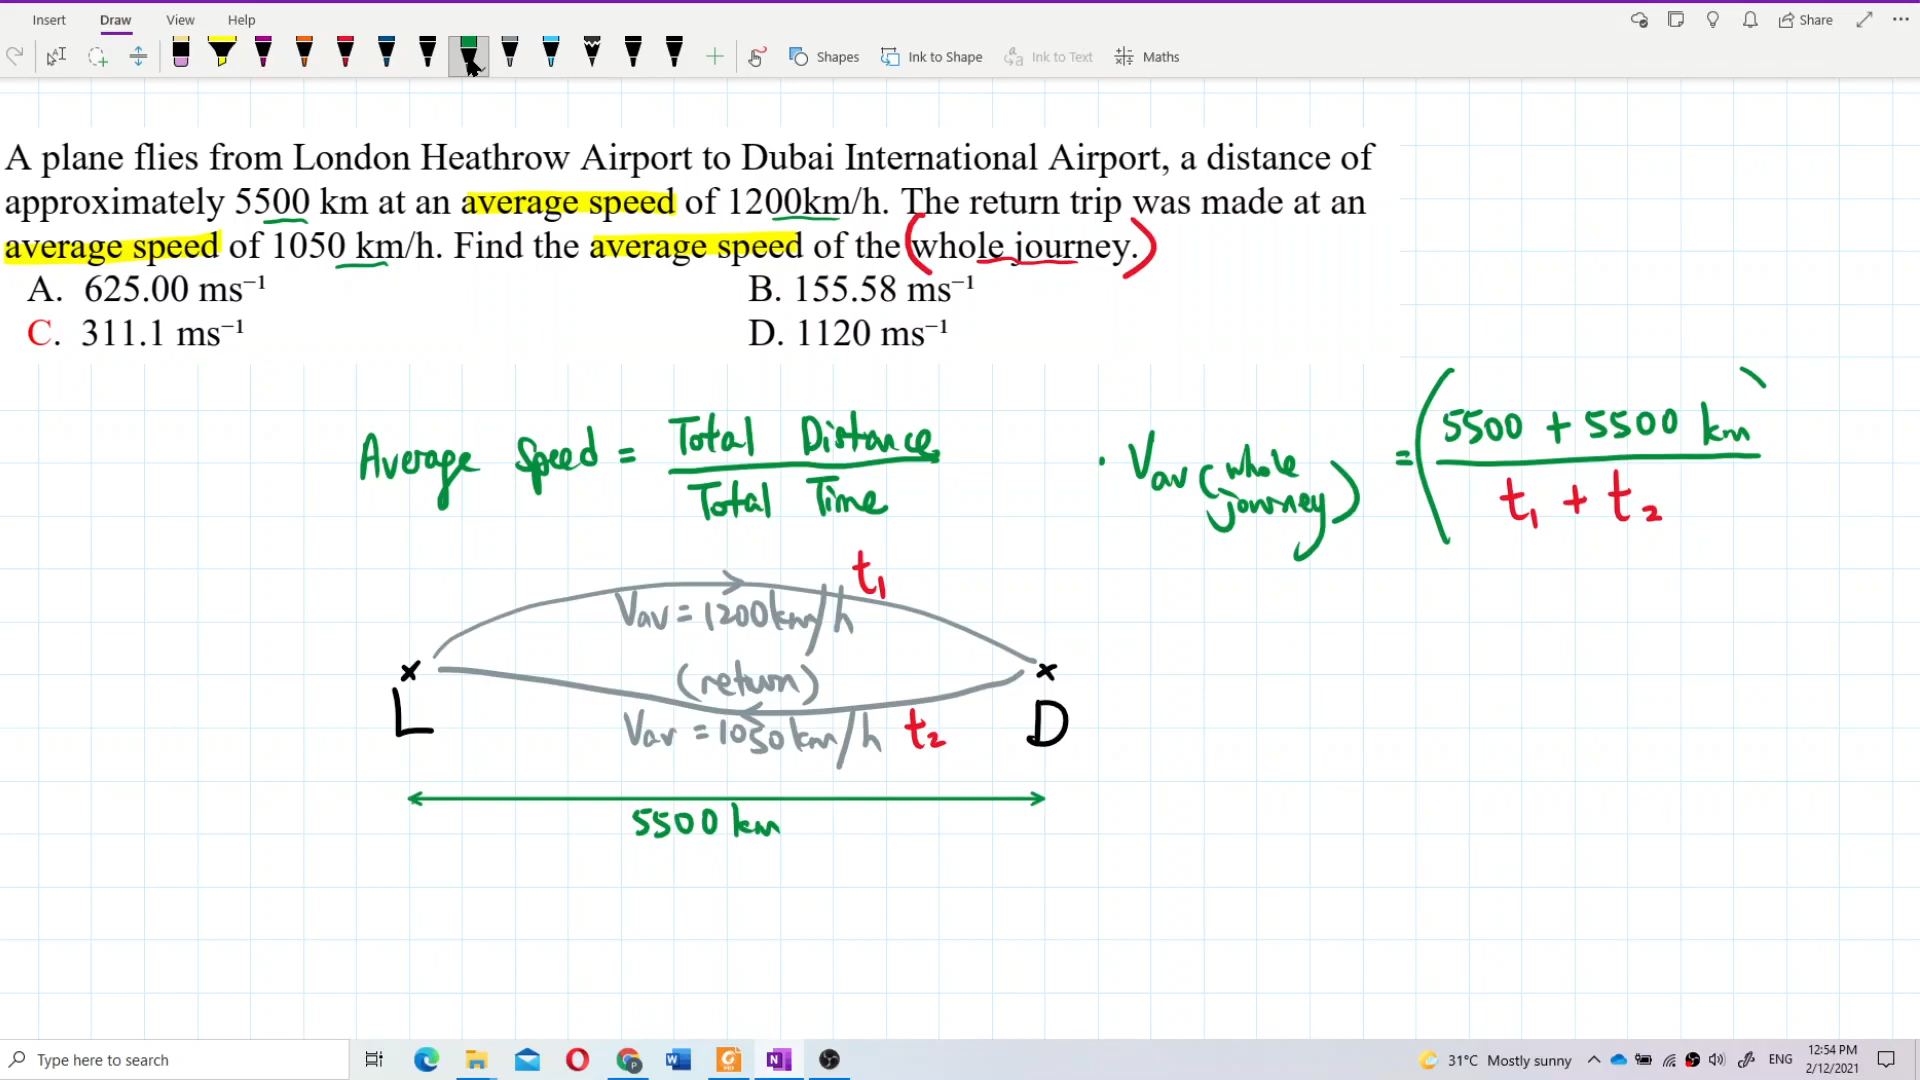 Insert Draw View Help
Share
Shapes Ink to Shape Ink to Text Maths
A plane flies from London Heathrow Airport to Dubai International Airport, a distance of
approximately 5500 km at an average speed of 1200km/h. The return trip was made at an
average speed of 1050 km/h. Find the average speed of the (whole journey.)
A. 625.00 ms⁻¹ B. 155.58 ms⁻¹
C. 311.1 ms⁻¹ D. 1120 ms⁻¹
Average Speed = Total Distance
Total Time
Vav (whole journey) = ( 5500 + 5500 km )
t₁ + t₂
t₁
Vav = 1200km/h
x x
(return)
L D
Vav = 1050km/h t₂
5500 km
Type here to search
31°C Mostly sunny
ENG
12:54 PM
2/12/2021